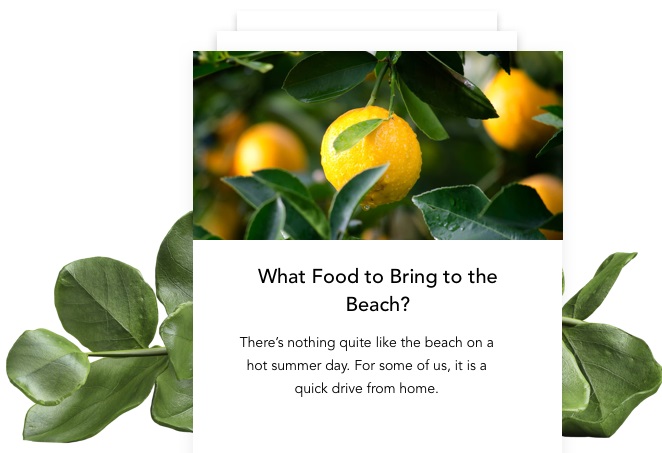 What Food to Bring to the
Beach?
There’s nothing quite like the beach on a
hot summer day. For some of us, it is a
quick drive from home.